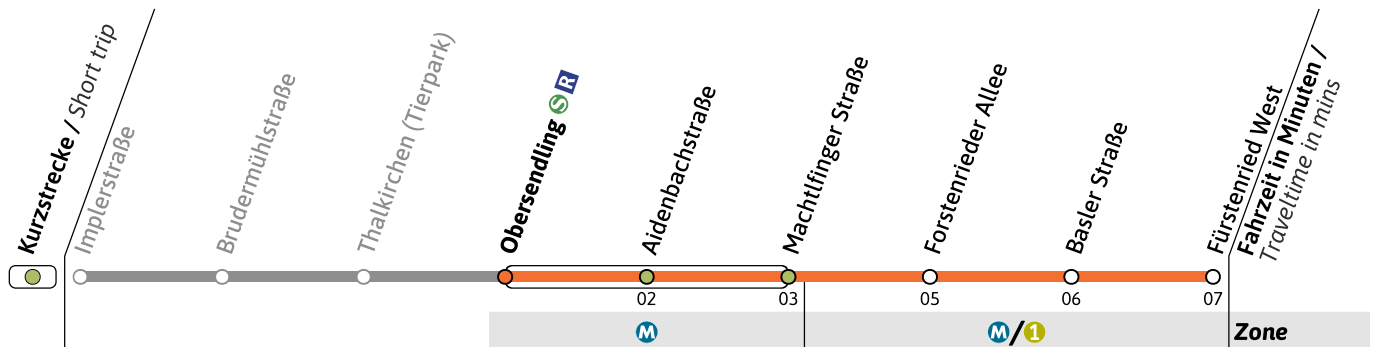 Kurzstrecke / Short trip
Implerstraße
Brudermühlstraße
Thalkirchen (Tierpark)
Obersendling S R
Aidenbachstraße
Machtlfinger Straße
Forstenrieder Allee
Basler Straße
Fürstenried West
Fahrzeit in Minuten /
Traveltime in mins
02 03 05 06 07
M M/1 Zone